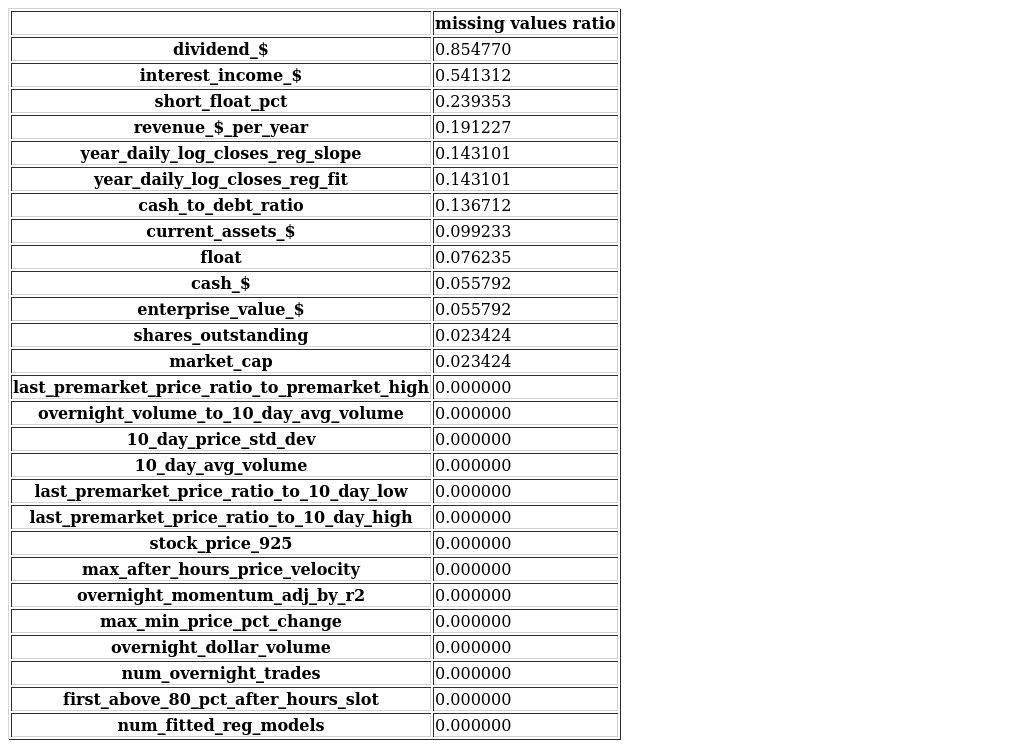 missing values ratio
dividend_$ 0.854770
interest_income_$ 0.541312
short_float_pct 0.239353
revenue_$_per_year 0.191227
year_daily_log_closes_reg_slope 0.143101
year_daily_log_closes_reg_fit 0.143101
cash_to_debt_ratio 0.136712
current_assets_$ 0.099233
float 0.076235
cash_$ 0.055792
enterprise_value_$ 0.055792
shares_outstanding 0.023424
market_cap 0.023424
last_premarket_price_ratio_to_premarket_high 0.000000
overnight_volume_to_10_day_avg_volume 0.000000
10_day_price_std_dev 0.000000
10_day_avg_volume 0.000000
last_premarket_price_ratio_to_10_day_low 0.000000
last_premarket_price_ratio_to_10_day_high 0.000000
stock_price_925 0.000000
max_after_hours_price_velocity 0.000000
overnight_momentum_adj_by_r2 0.000000
max_min_price_pct_change 0.000000
overnight_dollar_volume 0.000000
num_overnight_trades 0.000000
first_above_80_pct_after_hours_slot 0.000000
num_fitted_reg_models 0.000000